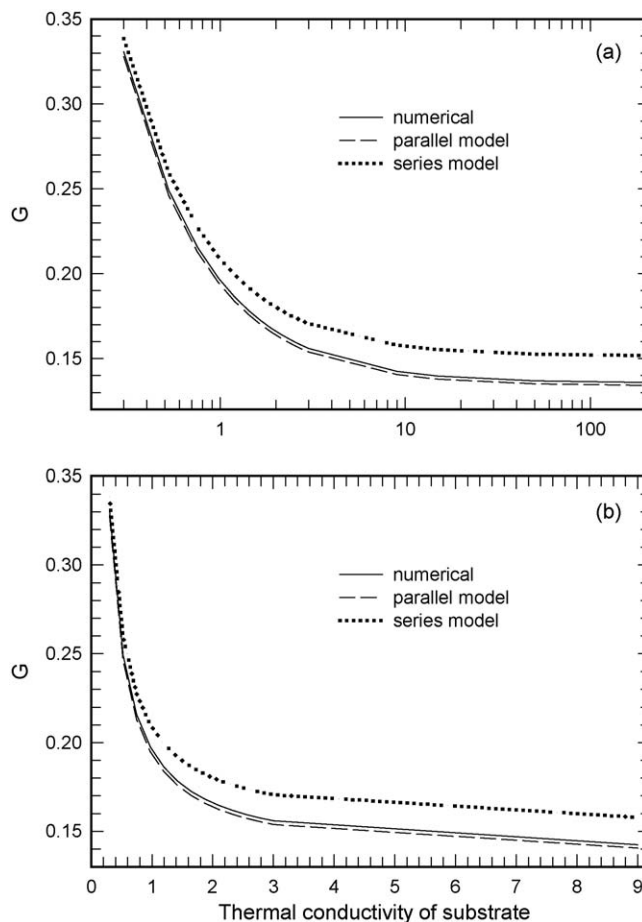 0.35
(a)
0.30
numerical
parallel model
series model
0.25
G
0.20
0.15
1
10
100
0.35
(b)
0.30
numerical
parallel model
series model
0.25
G
0.20
0.15
0 1 2 3 4 5 6 7 8 9
Thermal conductivity of substrate